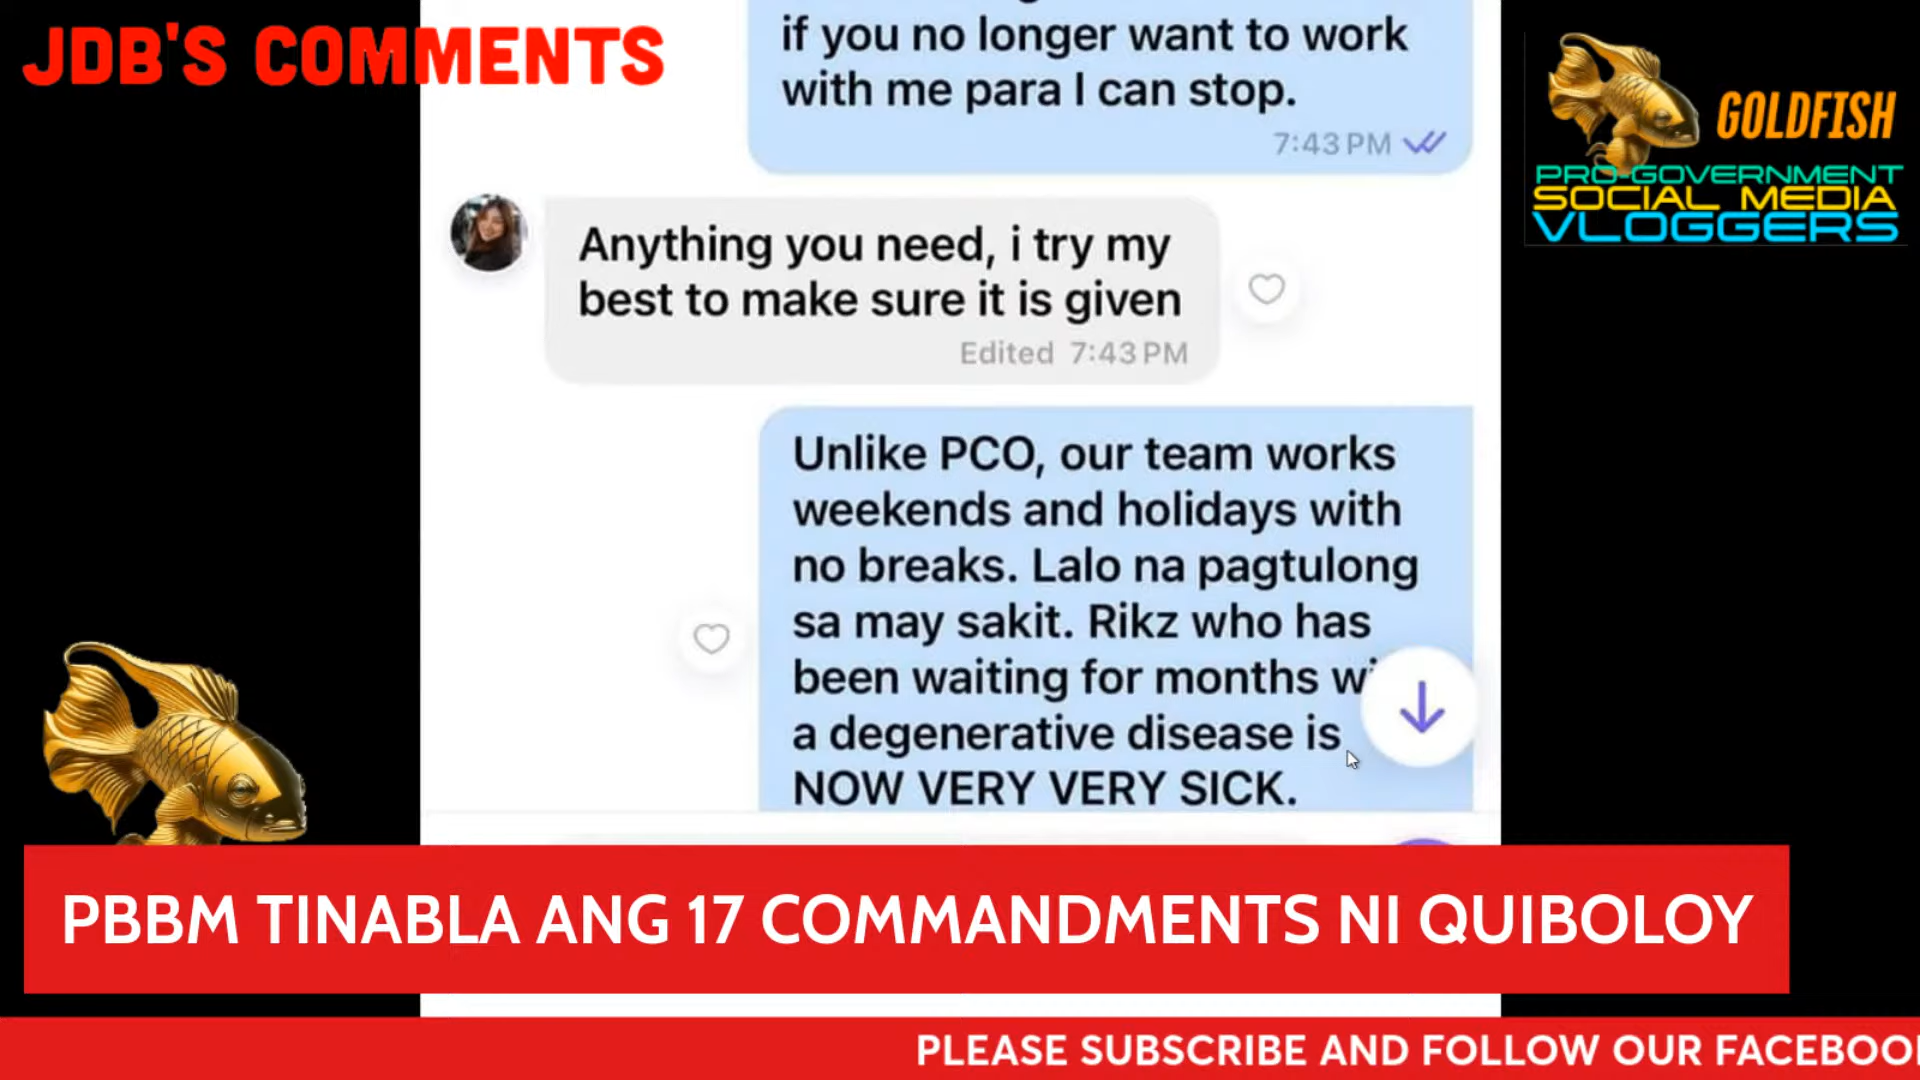 JDB'S COMMENTS
if you no longer want to work
with me para I can stop.
7:43 PM
GOLDFISH
PRO-GOVERNMENT
SOCIAL MEDIA
VLOGGERS
Anything you need, i try my
best to make sure it is given
Edited 7:43 PM
Unlike PCO, our team works
weekends and holidays with
no breaks. Lalo na pagtulong
sa may sakit. Rikz who has
been waiting for months
a degenerative disease is
NOW VERY VERY SICK.
PBBM TINABLA ANG 17 COMMANDMENTS NI QUIBOLOY
PLEASE SUBSCRIBE AND FOLLOW OUR